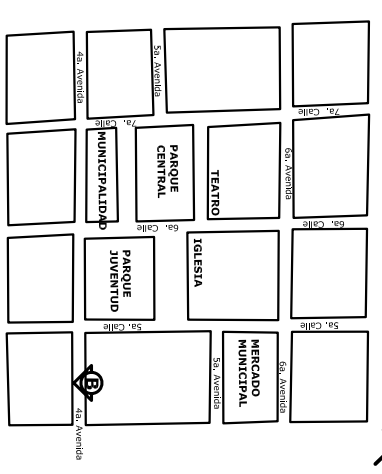 4a. Avenida
5a. Avenida
7a. Calle
7a. Calle
MUNICIPALIDAD
PARQUE
CENTRAL
TEATRO
6a. Avenida
6a. Calle
6a. Calle
PARQUE
JUVENTUD
IGLESIA
5a. Calle
5a. Calle
B
4a. Avenida
5a. Avenida
MERCADO
MUNICIPAL
6a. Avenida